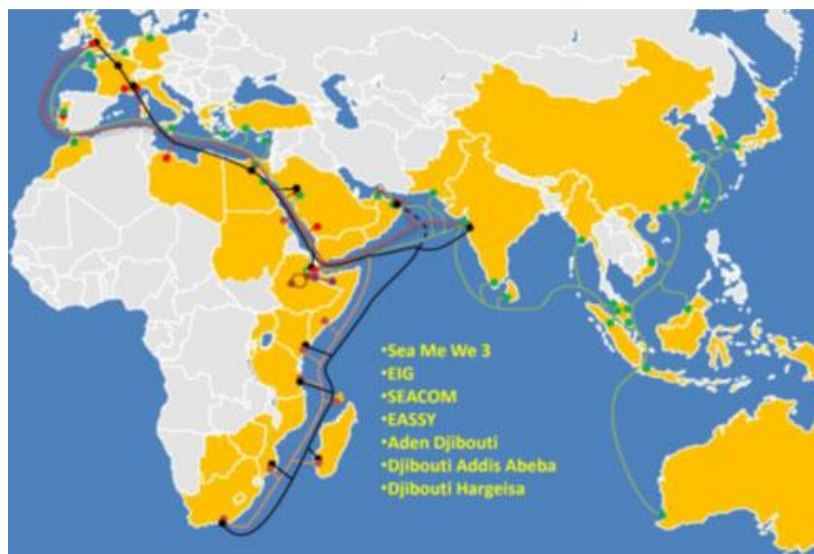 •Sea Me We 3
•EIG
•SEACOM
•EASSY
•Aden Djibouti
•Djibouti Addis Abeba
•Djibouti Hargeisa